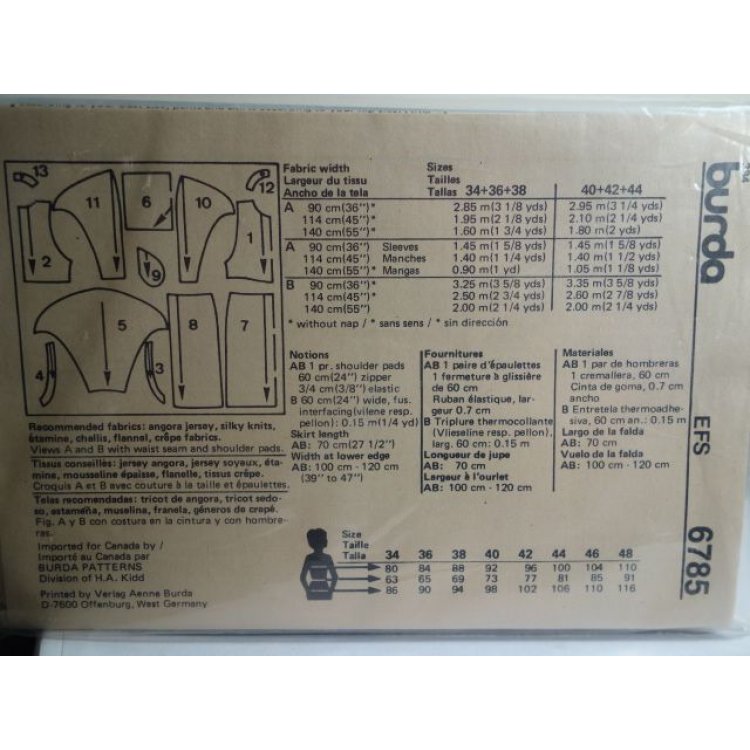 13
11
6
10
12
1
2
9
5
8
7
4
3
Recommended fabrics: angora jersey, silky knits,
étamine, challis, flannel, crêpe fabrics.
Views A and B with waist seam and shoulder pads.
Tissus conseillés: jersey angora, jersey soyaux, éta-
mine, mousseline épaisse, flanelle, tissus crêpe.
Croquis A et B avec couture à la taille et épaulettes.
Telas recomendadas: tricot de angora, tricot sedo-
so, estameña, muselina, franela, géneros de crepé.
Fig. A y B con costura en la cintura y con hombre-
ras.
Imported for Canada by /
Importé au Canada par
BURDA PATTERNS
Division of H.A. Kidd
Printed by Verlag Aenne Burda
D-7600 Offenburg, West Germany
Fabric width Sizes
Largeur du tissu Tailles
Ancho de la tela Tallas 34+36+38 40+42+44
A 90 cm(36")* 2.85 m(3 1/8 yds) 2.95 m(3 1/4 yds)
114 cm(45")* 1.95 m(2 1/8 yds) 2.10 m(2 1/4 yds)
140 cm(55")* 1.60 m(1 3/4 yds) 1.80 m(2 yds)
A 90 cm(36") Sleeves 1.45 m(1 5/8 yds) 1.45 m(1 5/8 yds)
114 cm(45") Manches 1.40 m(1 1/4 yds) 1.40 m(1 1/2 yds)
140 cm(55") Mangas 0.90 m(1 yd) 1.05 m(1 1/8 yds)
B 90 cm(36")* 3.25 m(3 5/8 yds) 3.35 m(3 5/8 yds)
114 cm(45")* 2.50 m(2 3/4 yds) 2.60 m(2 7/8 yds)
140 cm(55")* 2.00 m(2 1/4 yds) 2.00 m(2 1/4 yds)
* without nap / * sans sens / * sin dirección
Notions
AB 1 pr. shoulder pads
60 cm(24") zipper
3/4 cm(3/8") elastic
B 60 cm(24") wide, fus.
interfacing(vilene resp.
pellon): 0.15 m(1/4 yd)
Skirt length
AB: 70 cm(27 1/2")
Width at lower edge
AB: 100 cm - 120 cm
(39" to 47")
Fournitures
AB 1 paire d'épaulettes
1 fermeture à glissière
de 60 cm
Ruban élastique, lar-
geur 0.7 cm
B Triplure thermocollante
(Vlieseline resp. pellon),
larg. 60 cm: 0.15 m
Longueur de jupe
AB: 70 cm
Largeur à l'ourlet
AB: 100 cm - 120 cm
Materiales
AB 1 par de hombreras
1 cremallera, 60 cm
Cinta de goma, 0.7 cm
ancho
B Entretela thermoadhe-
siva, 60 cm an.: 0.15 m
Largo de la falda
AB: 70 cm
Vuelo de la falda
AB: 100 cm - 120 cm
Size
Taille
Talla 34 36 38 40 42 44 46 48
80 84 88 92 96 100 104 110
63 65 69 73 77 81 85 91
86 90 94 98 102 106 110 116
burda
EFS 6785